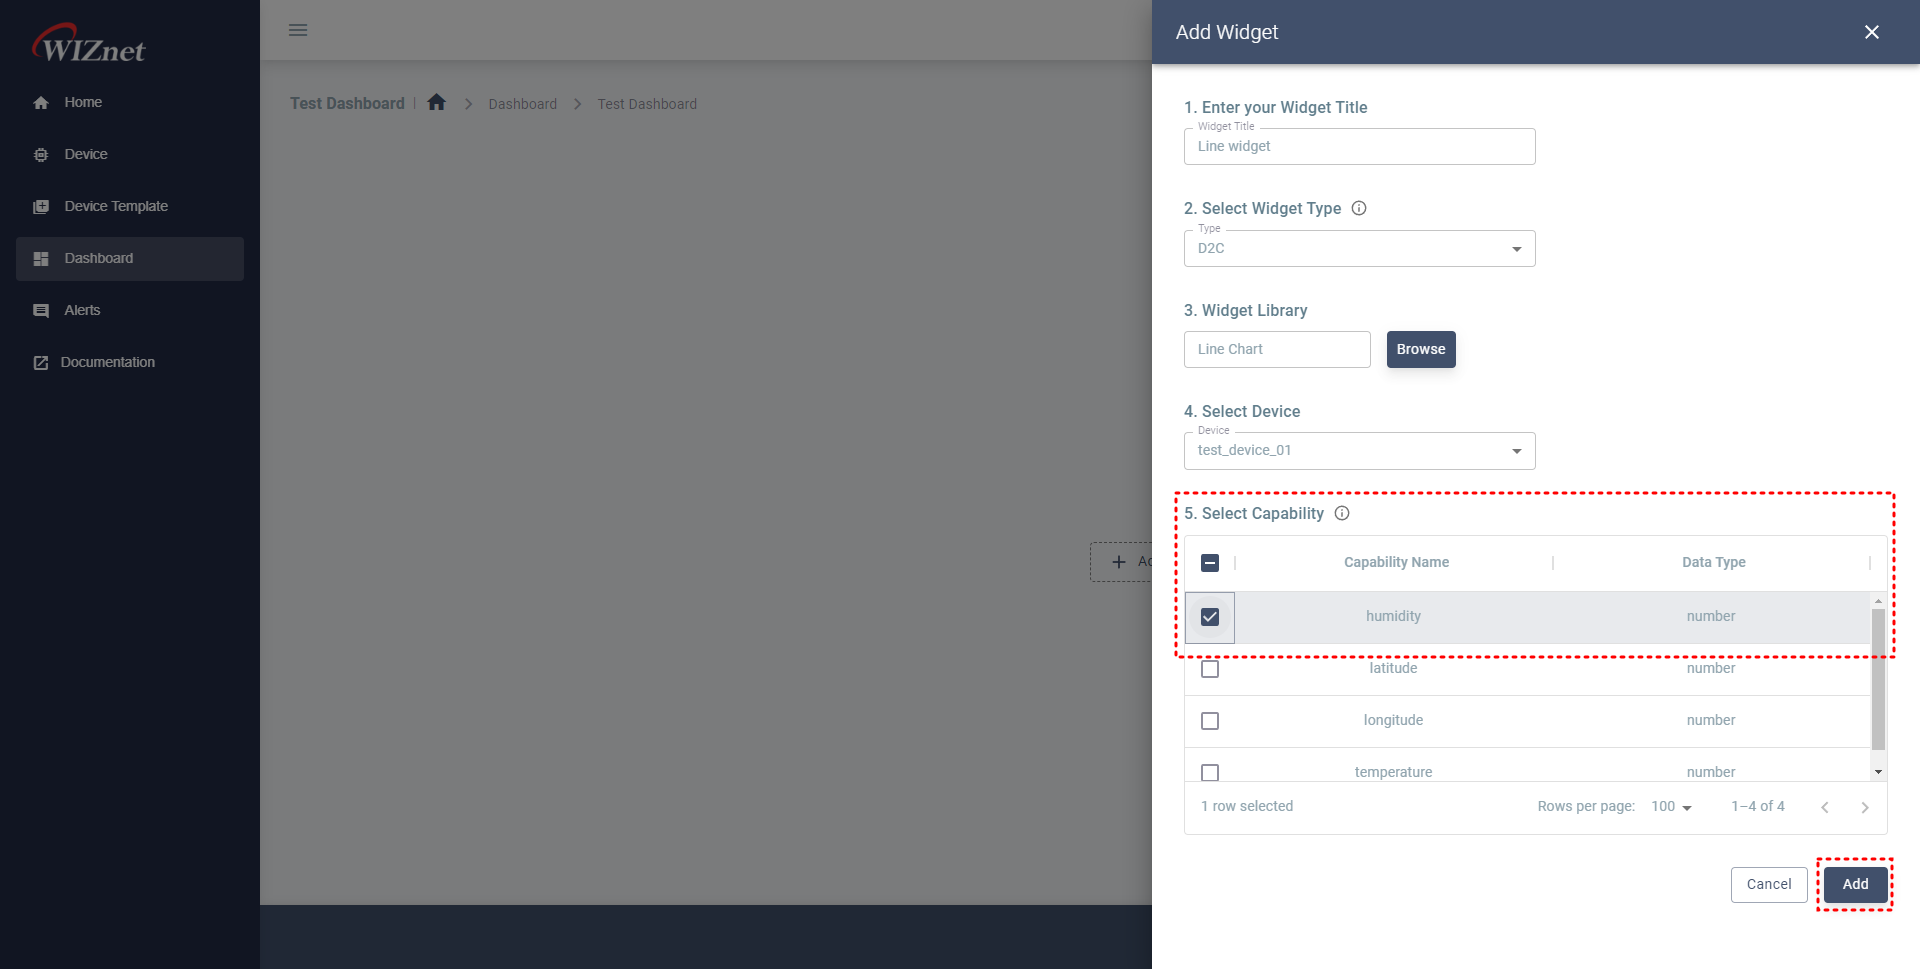 WIZnet
Home
Device
Device Template
Dashboard
Alerts
Documentation
Test Dashboard
Dashboard
Test Dashboard
Add Widget
1. Enter your Widget Title
Widget Title
Line widget
2. Select Widget Type
Type
D2C
3. Widget Library
Line Chart
Browse
4. Select Device
Device
test_device_01
5. Select Capability
Capability Name Data Type
humidity number
latitude number
longitude number
temperature number
1 row selected Rows per page: 100 1–4 of 4
Cancel Add